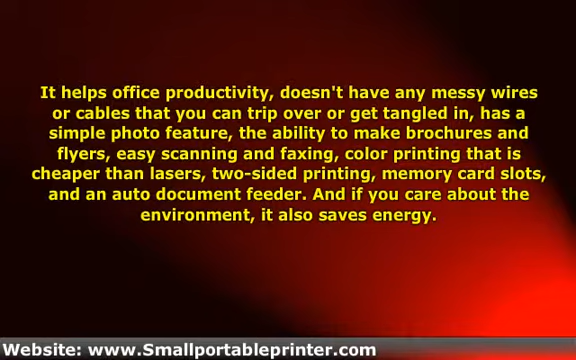 It helps office productivity, doesn't have any messy wires
or cables that you can trip over or get tangled in, has a
simple photo feature, the ability to make brochures and
flyers, easy scanning and faxing, color printing that is
cheaper than lasers, two-sided printing, memory card slots,
and an auto document feeder. And if you care about the
environment, it also saves energy.
Website: www.Smallportableprinter.com